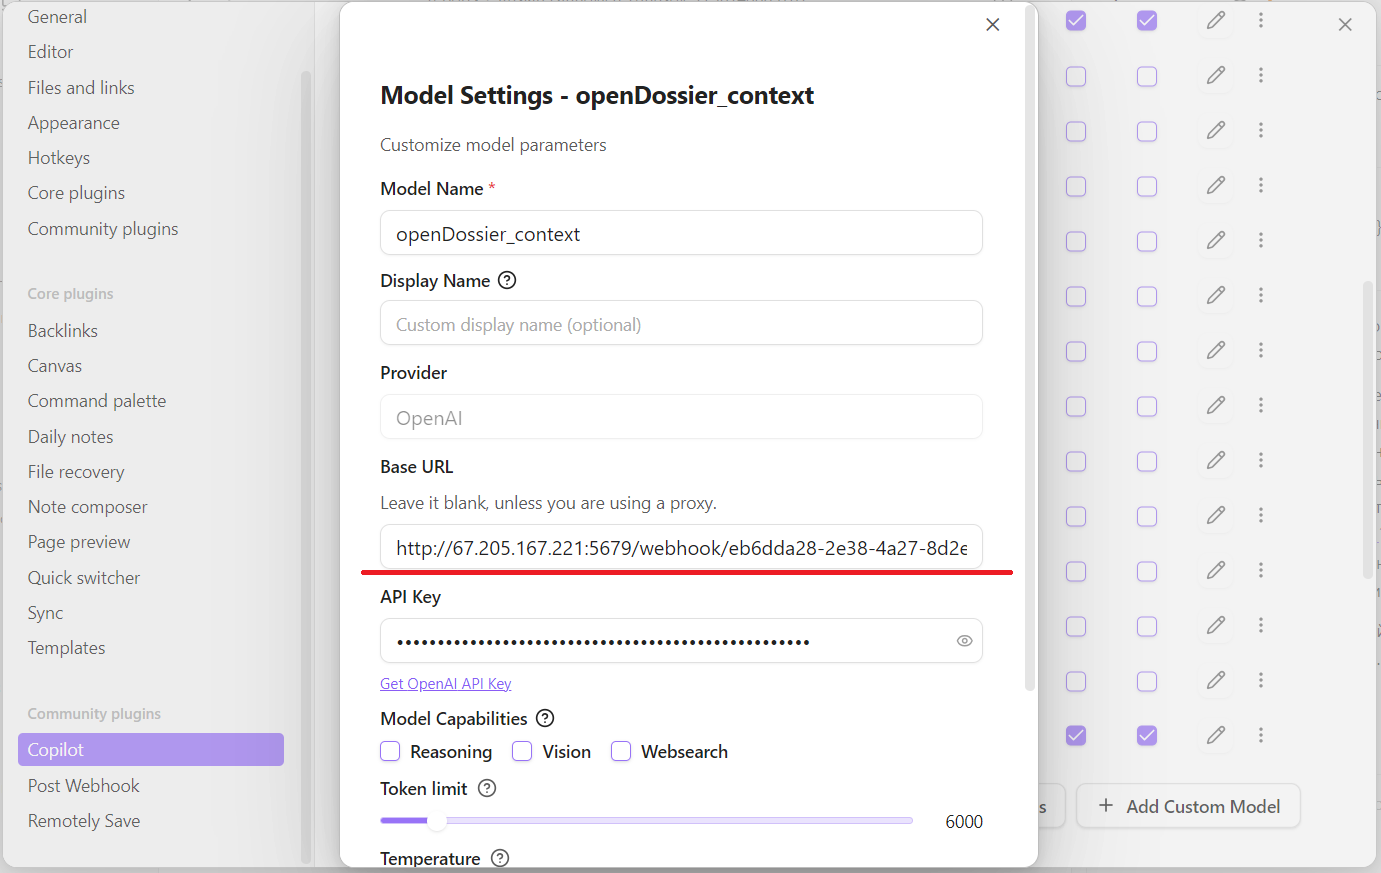 General
Editor
Files and links
Appearance
Hotkeys
Core plugins
Community plugins
Core plugins
Backlinks
Canvas
Command palette
Daily notes
File recovery
Note composer
Page preview
Quick switcher
Sync
Templates
Community plugins
Copilot
Post Webhook
Remotely Save
Model Settings - openDossier_context
Customize model parameters
Model Name *
openDossier_context
Display Name
Custom display name (optional)
Provider
OpenAI
Base URL
Leave it blank, unless you are using a proxy.
http://67.205.167.221:5679/webhook/eb6dda28-2e38-4a27-8d2e
API Key
••••••••••••••••••••••••••••••••••••••••••••••••••
Get OpenAI API Key
Model Capabilities
Reasoning Vision Websearch
Token limit
6000
Temperature
+ Add Custom Model